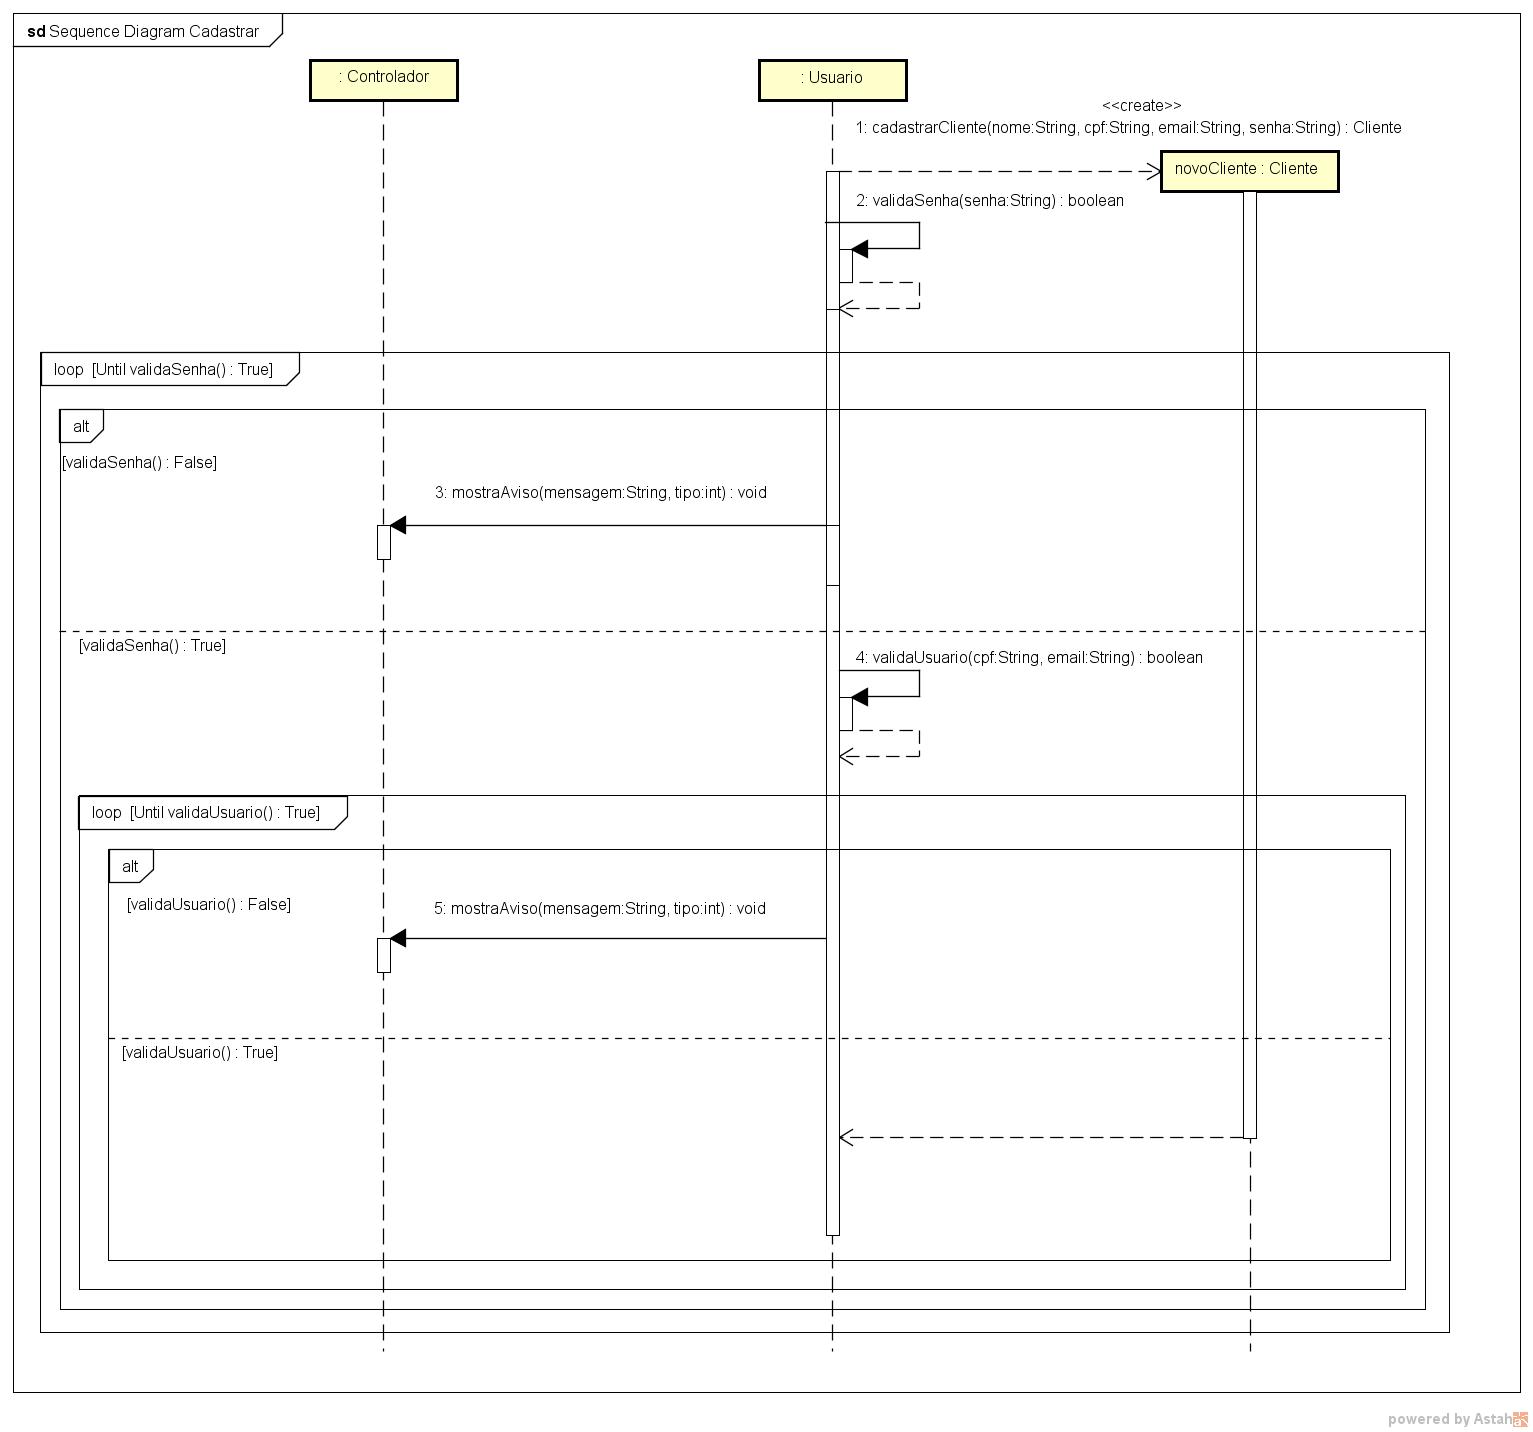 sd Sequence Diagram Cadastrar
: Controlador
: Usuario
<<create>>
1: cadastrarCliente(nome:String, cpf:String, email:String, senha:String) : Cliente
novoCliente : Cliente
2: validaSenha(senha:String) : boolean
loop [Until validaSenha() : True]
alt
[validaSenha() : False]
3: mostraAviso(mensagem:String, tipo:int) : void
[validaSenha() : True]
4: validaUsuario(cpf:String, email:String) : boolean
loop [Until validaUsuario() : True]
alt
[validaUsuario() : False]
5: mostraAviso(mensagem:String, tipo:int) : void
[validaUsuario() : True]
powered by Astah